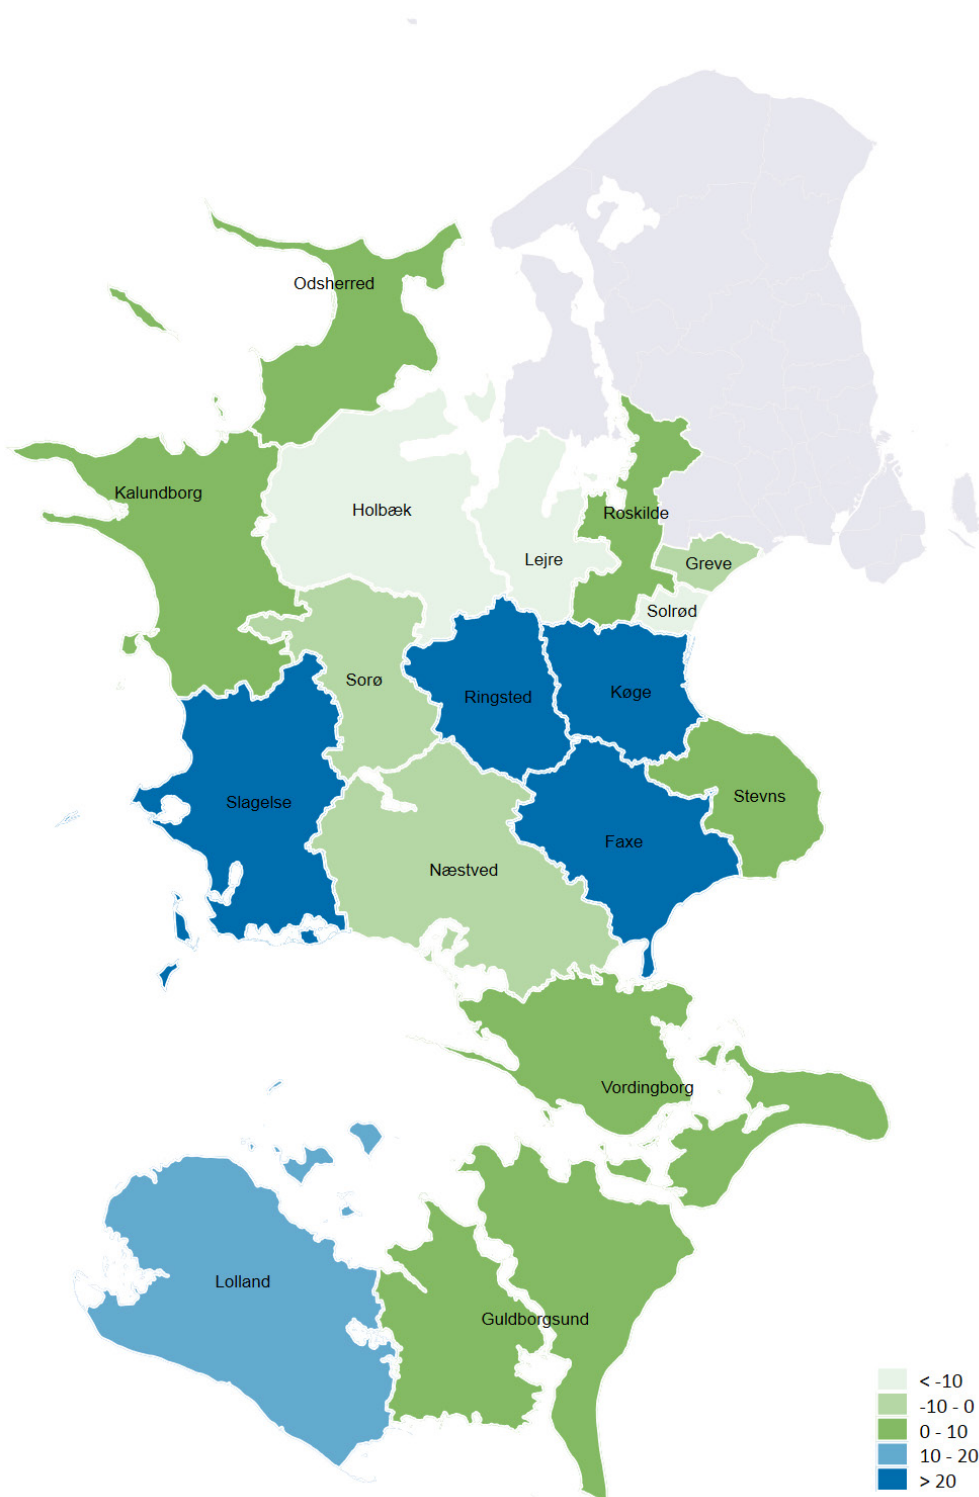 Odsherred
Kalundborg
Holbæk
Roskilde
Lejre
Greve
Solrød
Sorø
Ringsted
Køge
Slagelse
Stevns
Faxe
Næstved
Vordingborg
Lolland
Guldborgsund
< -10
-10 - 0
0 - 10
10 - 20
> 20